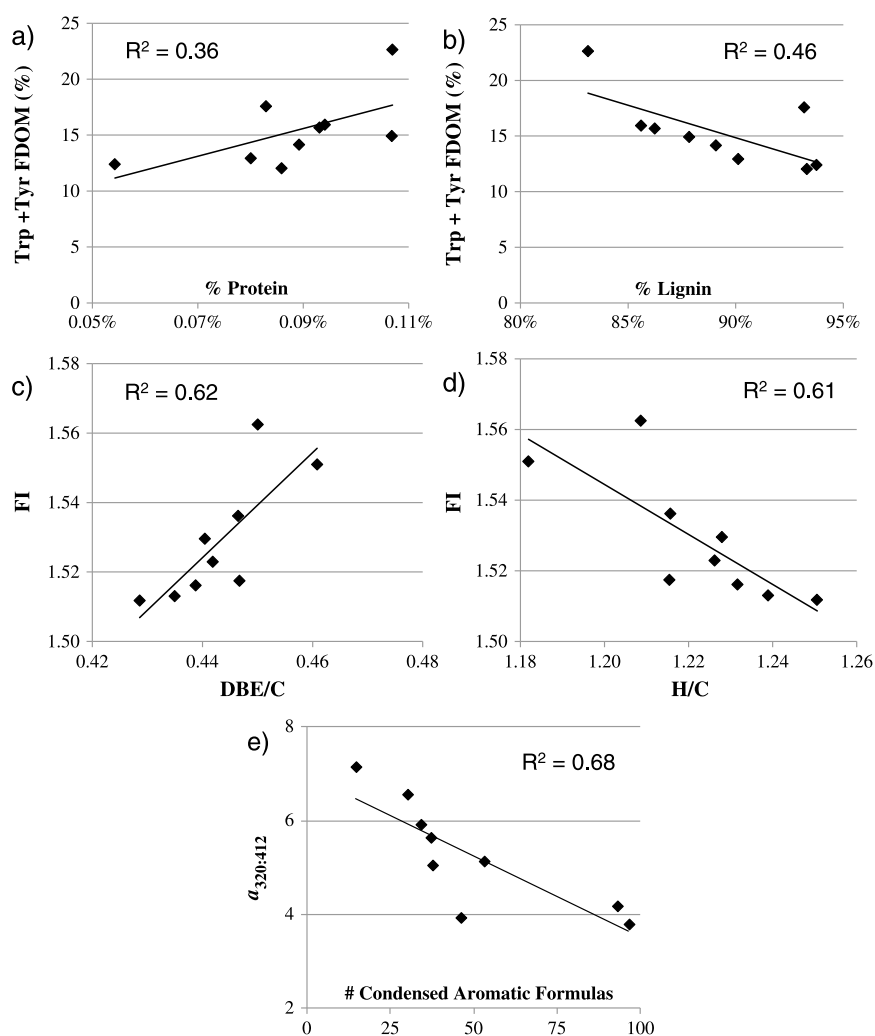 a)
R² = 0.36
Trp +Tyr FDOM (%)
25
20
15
10
5
0
% Protein
0.05% 0.07% 0.09% 0.11%
b)
R² = 0.46
Trp + Tyr FDOM (%)
25
20
15
10
5
0
% Lignin
80% 85% 90% 95%
c)
R² = 0.62
FI
1.58
1.56
1.54
1.52
1.50
0.42 0.44 0.46 0.48
DBE/C
d)
R² = 0.61
FI
1.58
1.56
1.54
1.52
1.50
1.18 1.20 1.22 1.24 1.26
H/C
e)
R² = 0.68
a320:412
8
6
4
2
# Condensed Aromatic Formulas
0 25 50 75 100